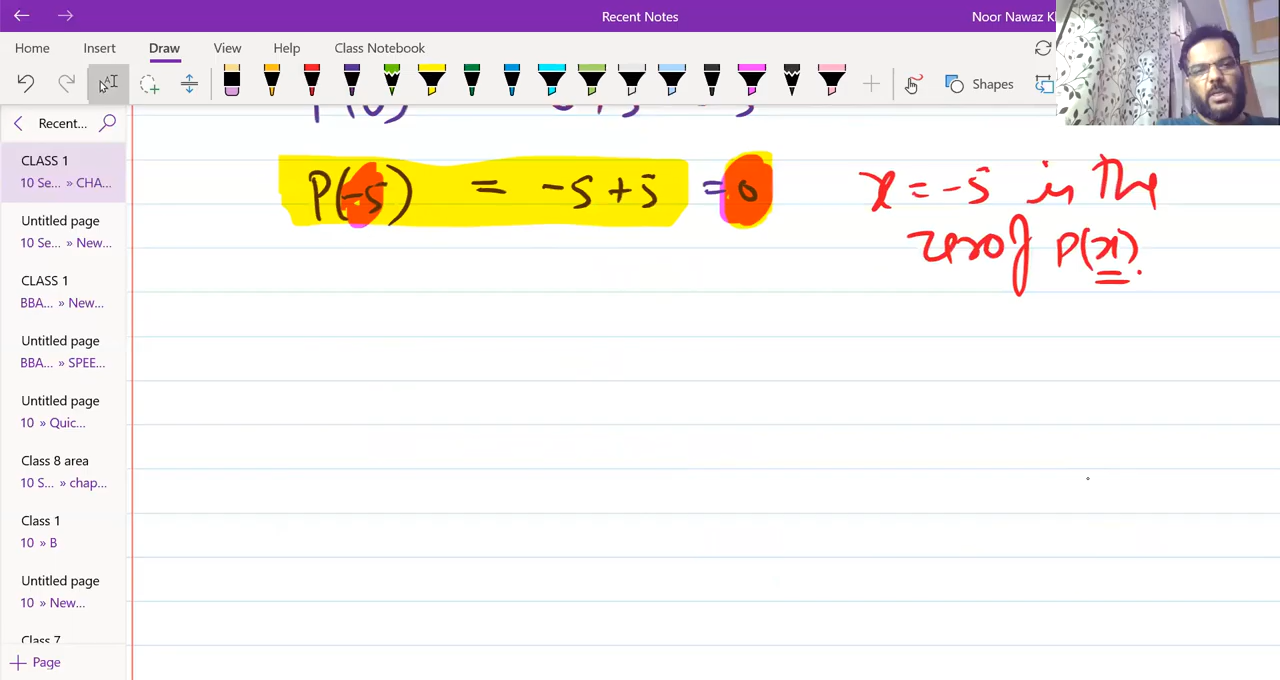 Recent Notes
Noor Nawaz Kh
Home Insert Draw View Help Class Notebook
Shapes
Recent...
CLASS 1
10 Se... » CHA...
Untitled page
10 Se... » New...
CLASS 1
BBA... » New...
Untitled page
BBA... » SPEE...
Untitled page
10 » Quic...
Class 8 area
10 S... » chap...
Class 1
10 » B
Untitled page
10 » New...
Class 7
Page
P(-5) = -5+5 = 0
x = -5 is the
zero of P(x).